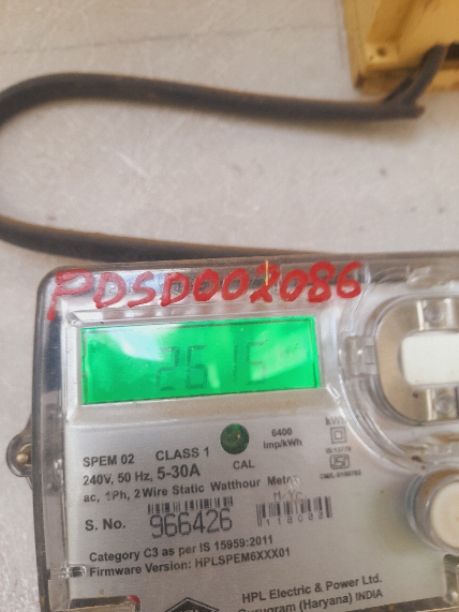 PDSD002086
2615
SPEM 02 CLASS 1
6400
Imp/kWh
240V, 50 Hz, 5-30A
CAL
ac, 1Ph, 2 Wire Static Watthour Meter
S. No. 966426
Category C3 as per IS 15959:2011
Firmware Version: HPLSPEM6XXX01
HPL Electric & Power Ltd.
Gurugram (Haryana) INDIA